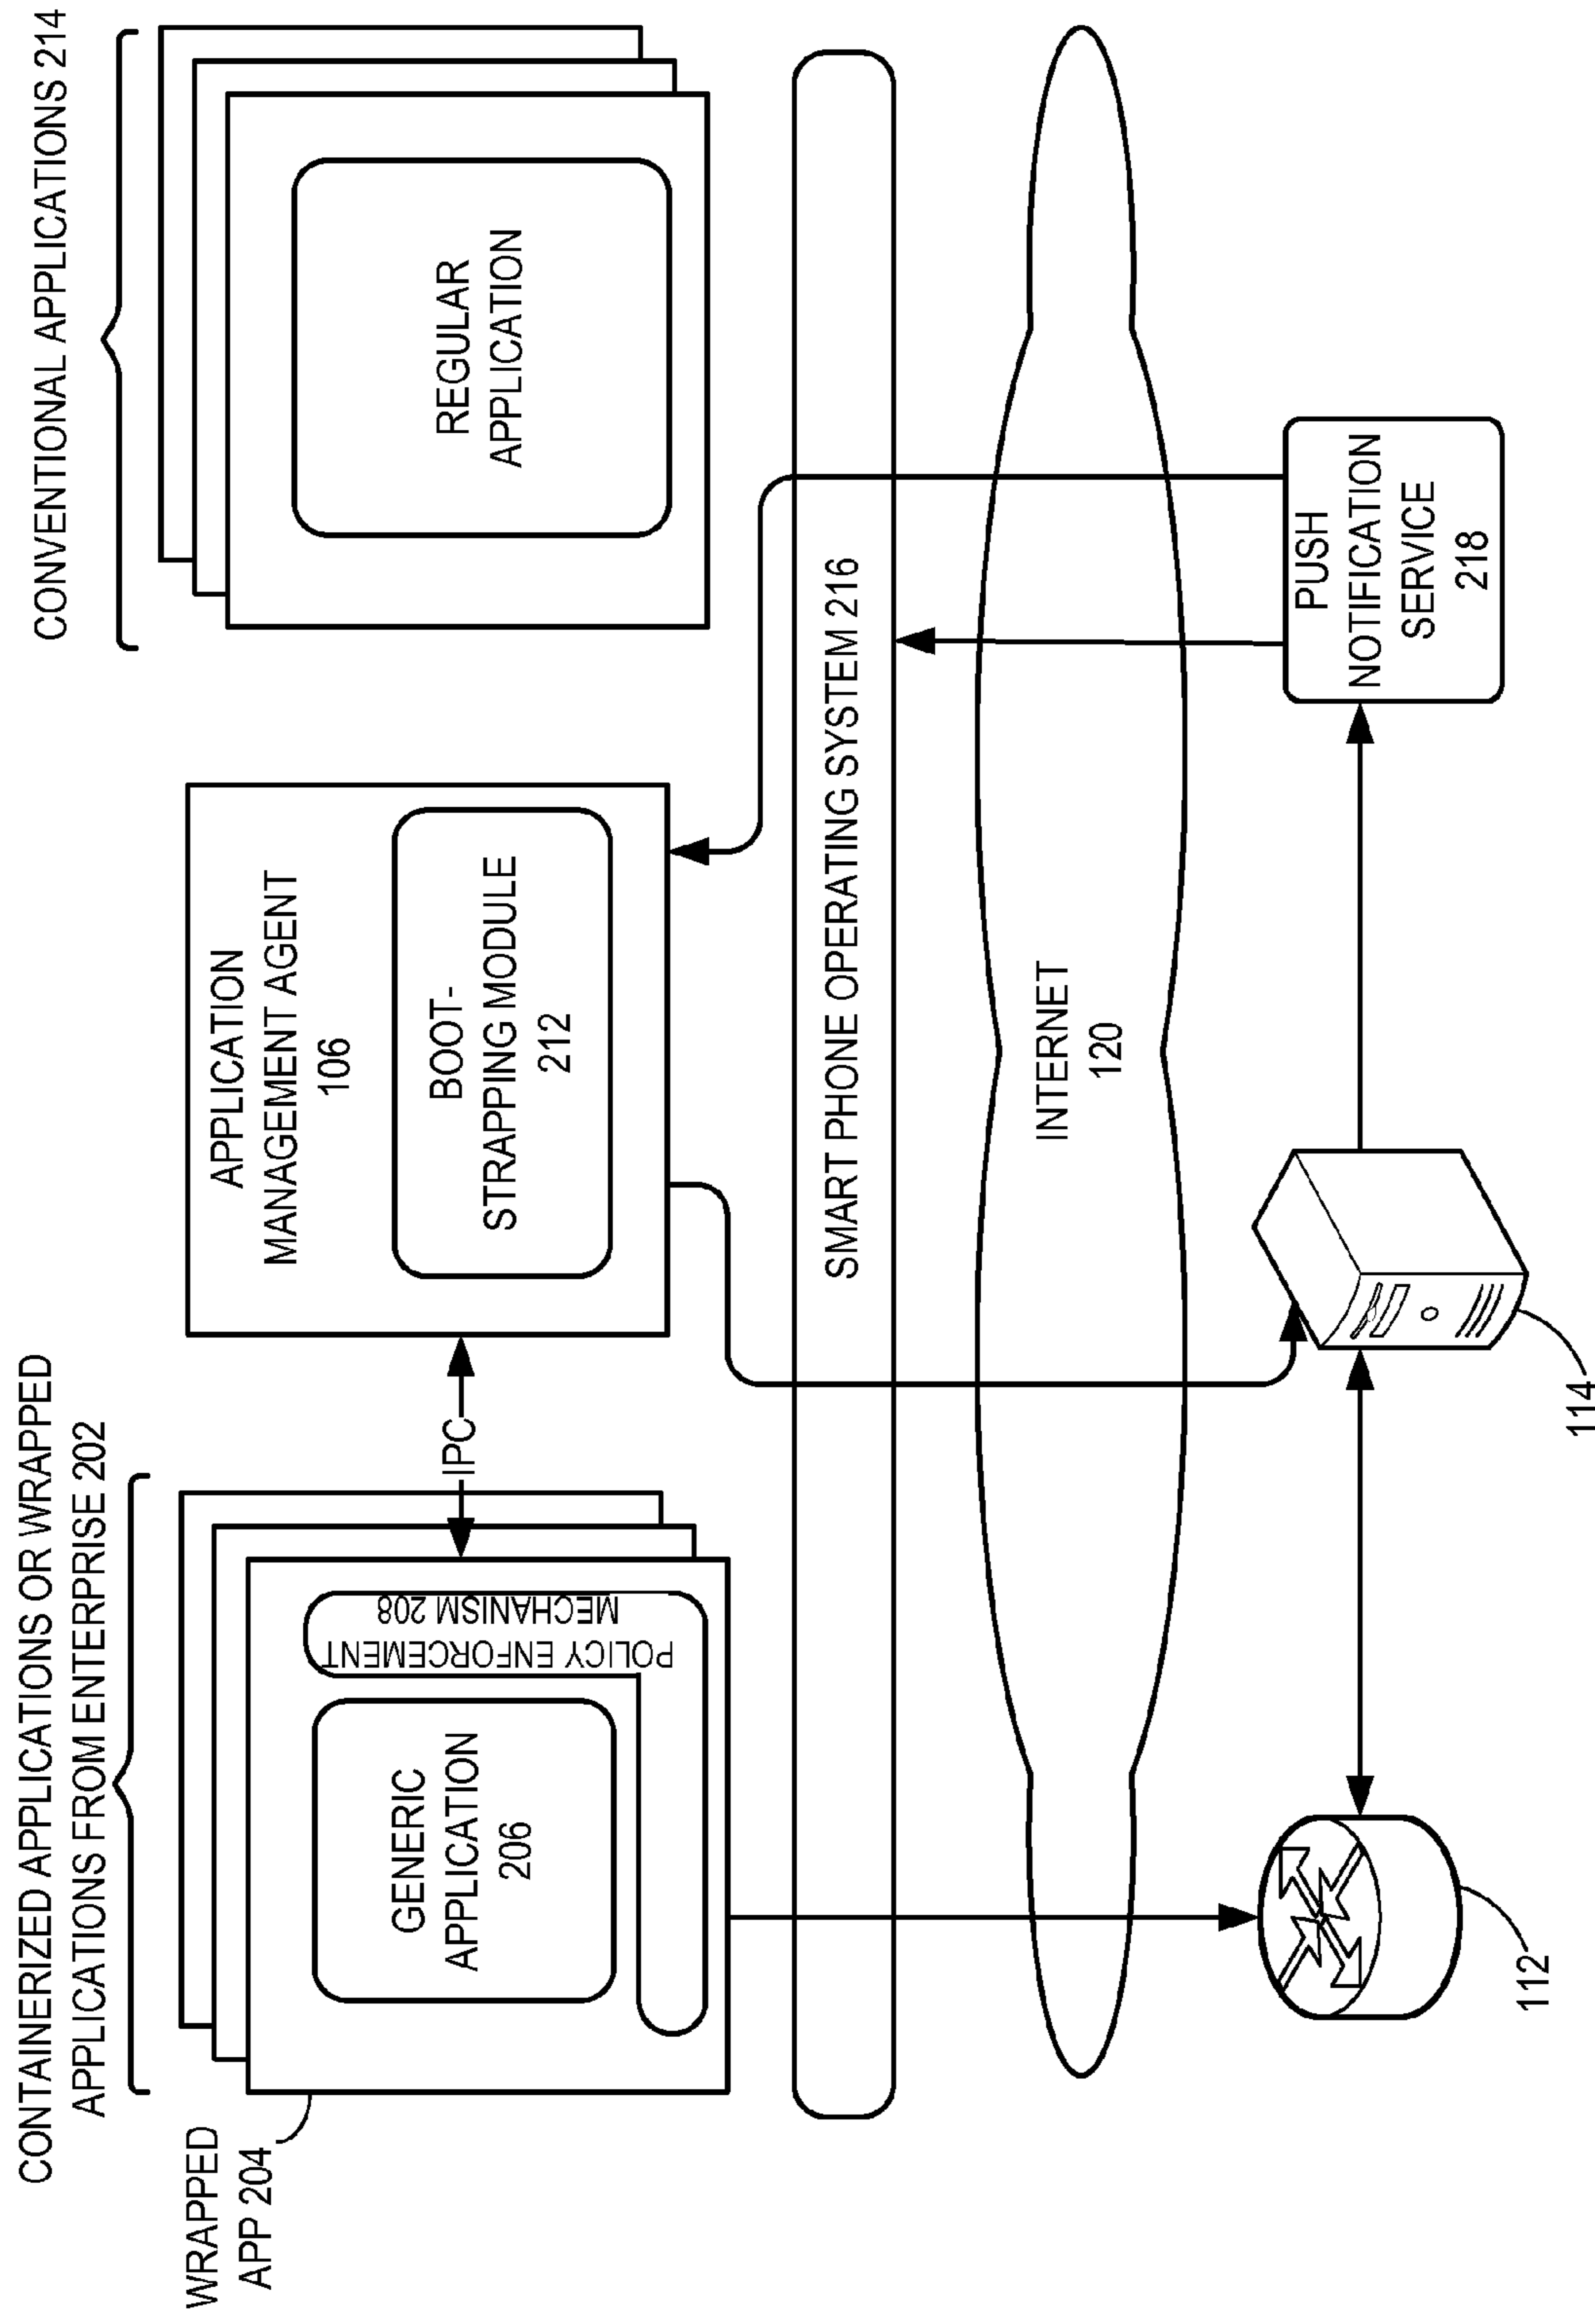 CONTAINERIZED APPLICATIONS OR WRAPPED
APPLICATIONS FROM ENTERPRISE 202
CONVENTIONAL APPLICATIONS 214
WRAPPED
APP 204
GENERIC
APPLICATION
206
POLICY ENFORCEMENT
MECHANISM 208
IPC
APPLICATION
MANAGEMENT AGENT
106
BOOT-
STRAPPING MODULE
212
REGULAR
APPLICATION
SMART PHONE OPERATING SYSTEM 216
INTERNET
120
112
114
PUSH
NOTIFICATION
SERVICE
218